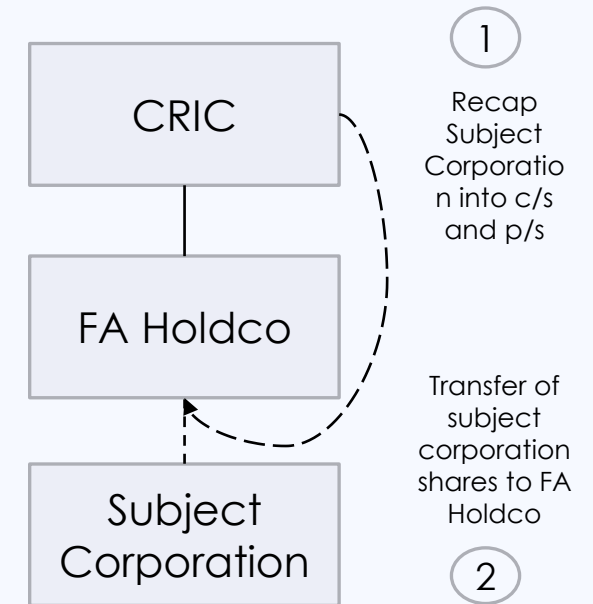 1
CRIC
Recap
Subject
Corporatio
n into c/s
and p/s
FA Holdco
Transfer of
subject
corporation
shares to FA
Holdco
Subject
Corporation
2